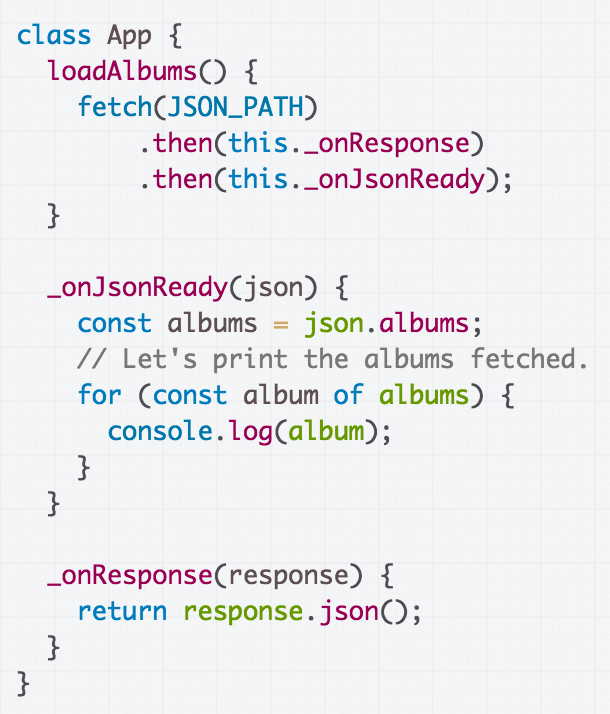 class App {
  loadAlbums() {
    fetch(JSON_PATH)
        .then(this._onResponse)
        .then(this._onJsonReady);
  }

  _onJsonReady(json) {
    const albums = json.albums;
    // Let's print the albums fetched.
    for (const album of albums) {
      console.log(album);
    }
  }

  _onResponse(response) {
    return response.json();
  }
}